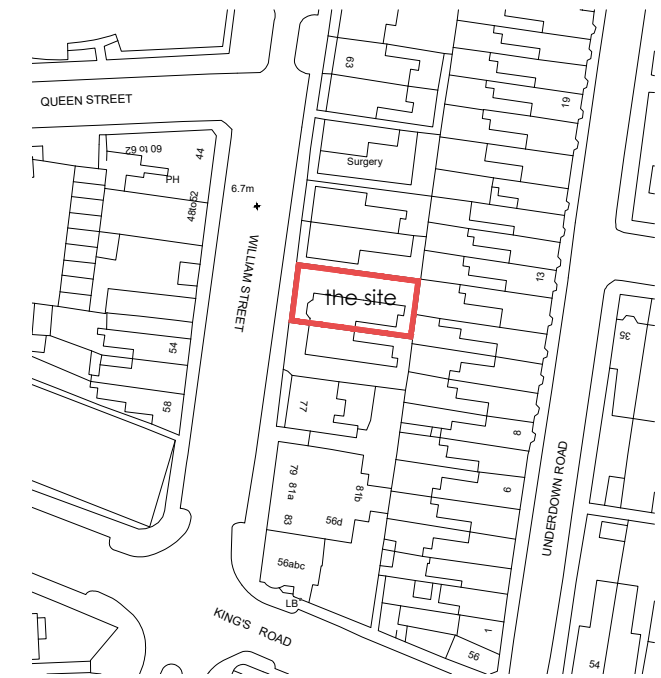 63
19
QUEEN STREET
60 to 62
44
Surgery
PH
6.7m
48to52
WILLIAM STREET
13
the site
54
35
58
77
8
UNDERDOWN ROAD
79
81a
81b
9
83
56d
56abc
LB
KING'S ROAD
1
56
54